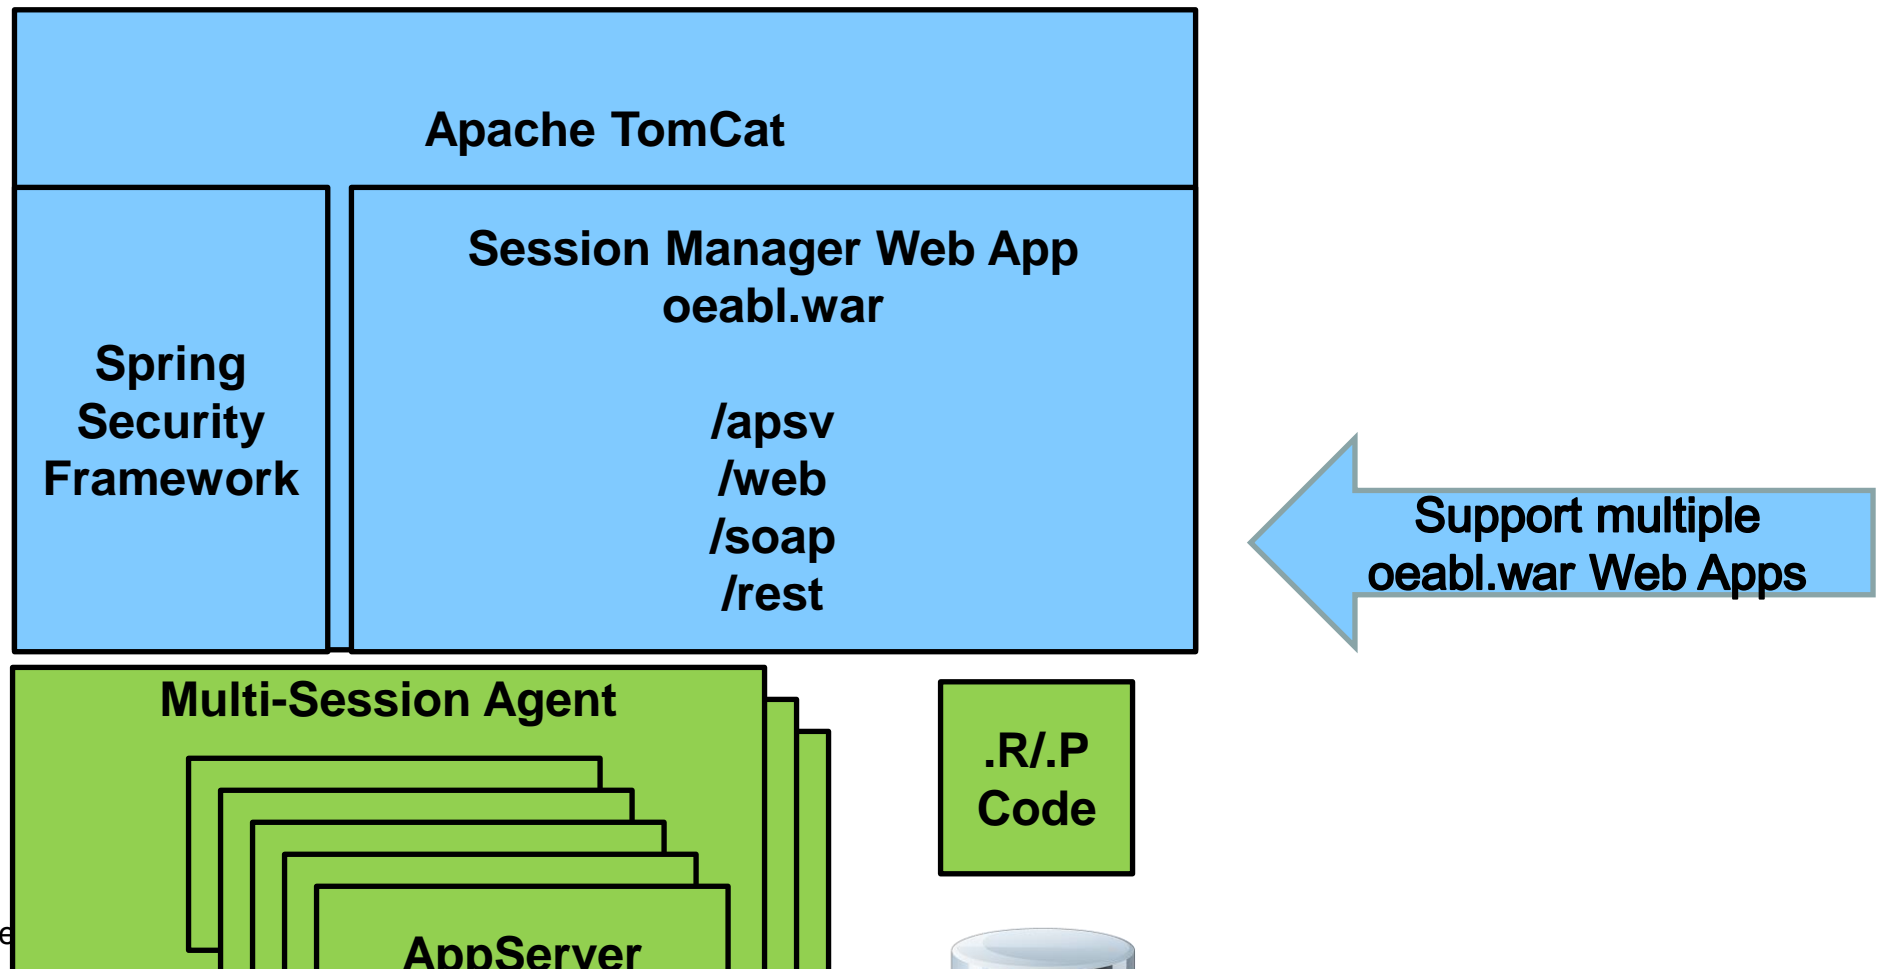 Apache TomCat
Session Manager Web App
oeabl.war
Spring
Security
Framework
/apsv
/web
/soap
/rest
Support multiple
oeabl.war Web Apps
Multi-Session Agent
.R/.P
Code
AppServer